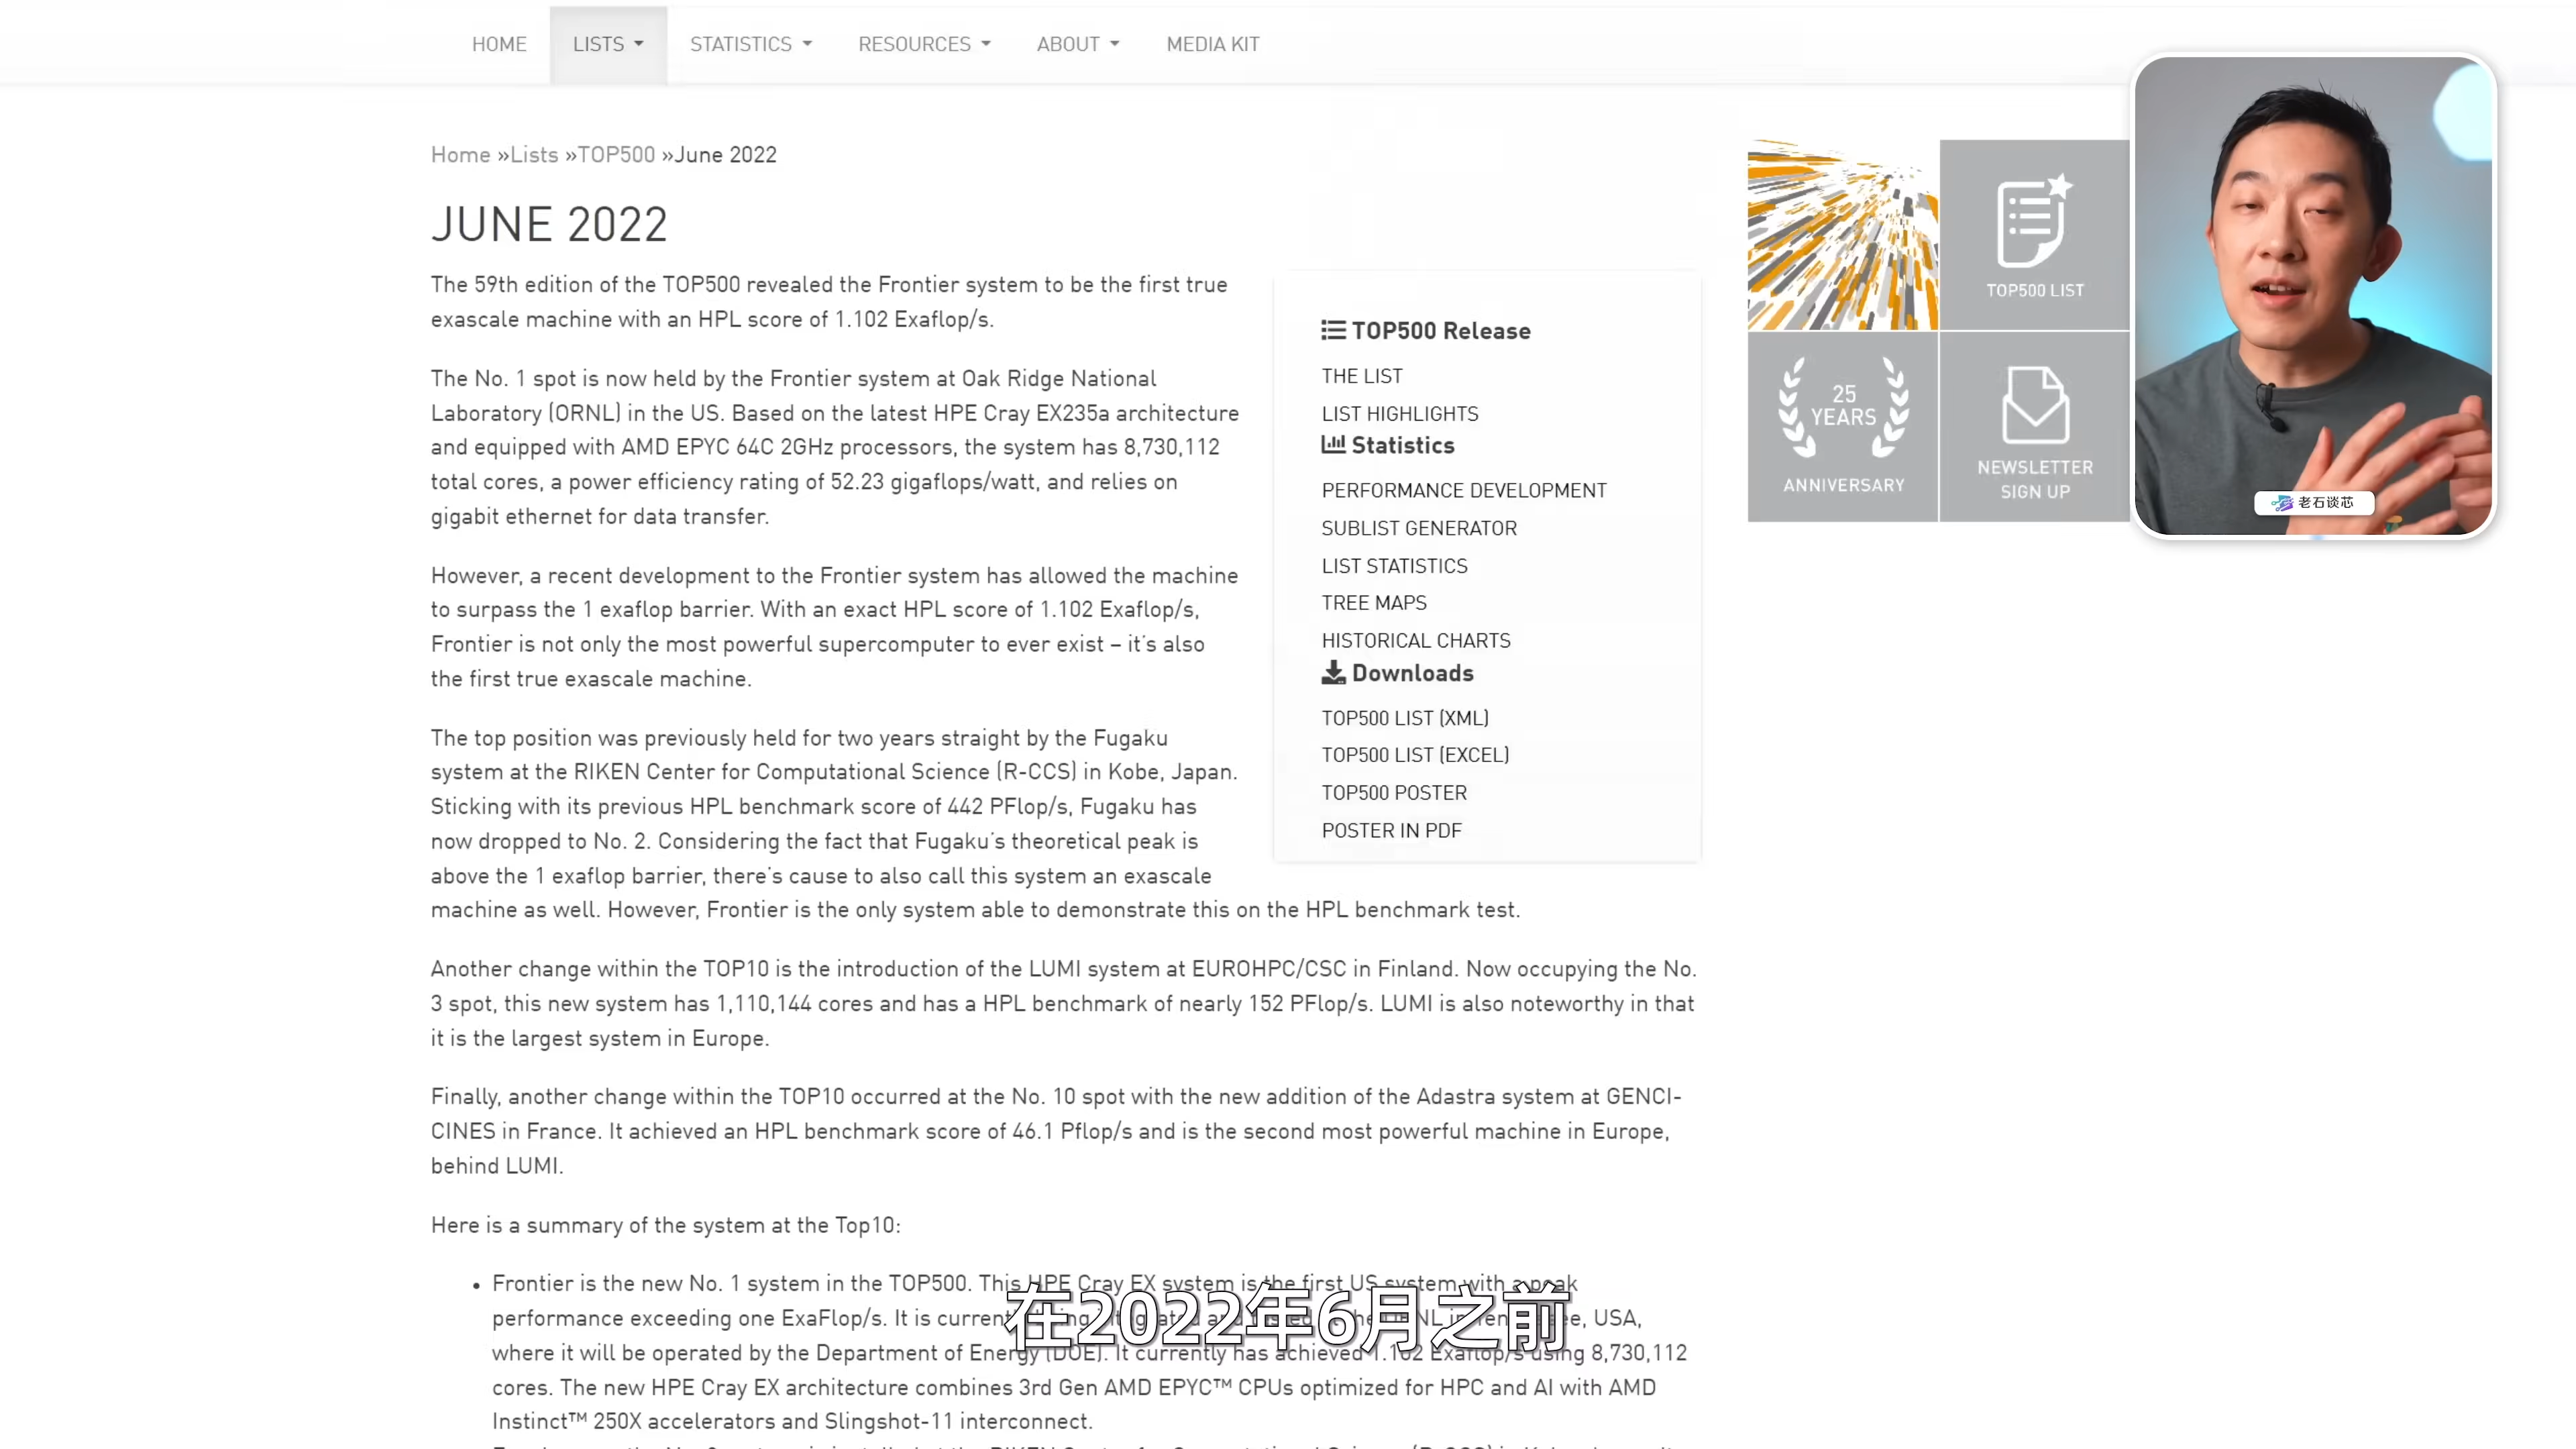 HOME LISTS STATISTICS RESOURCES ABOUT MEDIA KIT
Home »Lists »TOP500 »June 2022
JUNE 2022
The 59th edition of the TOP500 revealed the Frontier system to be the first true
exascale machine with an HPL score of 1.102 Exaflop/s.
The No. 1 spot is now held by the Frontier system at Oak Ridge National
Laboratory (ORNL) in the US. Based on the latest HPE Cray EX235a architecture
and equipped with AMD EPYC 64C 2GHz processors, the system has 8,730,112
total cores, a power efficiency rating of 52.23 gigaflops/watt, and relies on
gigabit ethernet for data transfer.
However, a recent development to the Frontier system has allowed the machine
to surpass the 1 exaflop barrier. With an exact HPL score of 1.102 Exaflop/s,
Frontier is not only the most powerful supercomputer to ever exist – it's also
the first true exascale machine.
The top position was previously held for two years straight by the Fugaku
system at the RIKEN Center for Computational Science (R-CCS) in Kobe, Japan.
Sticking with its previous HPL benchmark score of 442 PFlop/s, Fugaku has
now dropped to No. 2. Considering the fact that Fugaku's theoretical peak is
above the 1 exaflop barrier, there's cause to also call this system an exascale
machine as well. However, Frontier is the only system able to demonstrate this on the HPL benchmark test.
Another change within the TOP10 is the introduction of the LUMI system at EUROHPC/CSC in Finland. Now occupying the No.
3 spot, this new system has 1,110,144 cores and has a HPL benchmark of nearly 152 PFlop/s. LUMI is also noteworthy in that
it is the largest system in Europe.
Finally, another change within the TOP10 occurred at the No. 10 spot with the new addition of the Adastra system at GENCI-
CINES in France. It achieved an HPL benchmark score of 46.1 Pflop/s and is the second most powerful machine in Europe,
behind LUMI.
Here is a summary of the system at the Top10:
• Frontier is the new No. 1 system in the TOP500. This HPE Cray EX system is the first US system with a peak
performance exceeding one ExaFlop/s. It is USA,
where it will be operated by the Department of Energy (DOE). It currently has achieved 1.102 Exaflop/s using 8,730,112
cores. The new HPE Cray EX architecture combines 3rd Gen AMD EPYC™ CPUs optimized for HPC and AI with AMD
Instinct™ 250X accelerators and Slingshot-11 interconnect.
TOP500 Release
THE LIST
LIST HIGHLIGHTS
Statistics
PERFORMANCE DEVELOPMENT
SUBLIST GENERATOR
LIST STATISTICS
TREE MAPS
HISTORICAL CHARTS
Downloads
TOP500 LIST (XML)
TOP500 LIST (EXCEL)
TOP500 POSTER
POSTER IN PDF
TOP500 LIST
25
YEARS
ANNIVERSARY
NEWSLETTER
SIGN UP
老石谈芯
在2022年6月之前